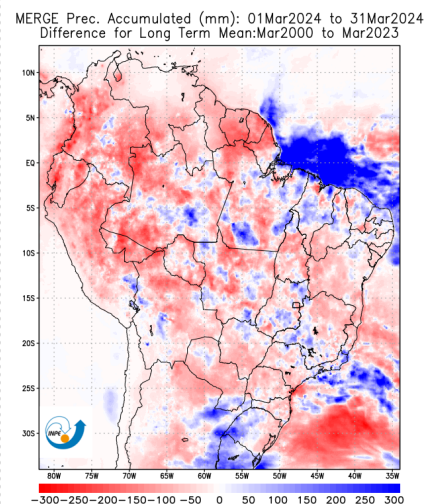 MERGE Prec. Accumulated (mm): 01Mar2024 to 31Mar2024
Difference for Long Term Mean:Mar2000 to Mar2023
10N
5N
EQ
5S
10S
15S
20S
25S
30S
INPE
80W 75W 70W 65W 60W 55W 50W 45W 40W 35W
-300-250-200-150-100 -50 0 50 100 150 200 250 300